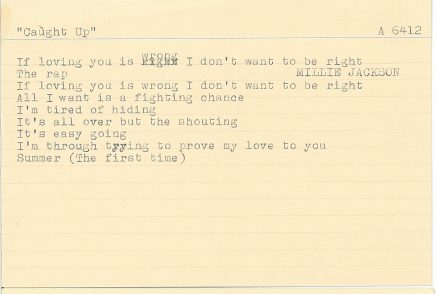 "Caught Up" A 6412
If loving you is wrong I don't want to be right
The rap MILLIE JACKSON
If loving you is wrong I don't want to be right
All I want is a fighting chance
I'm tired of hiding
It's all over but the shouting
It's easy going
I'm through tyying to prove my love to you
Summer (The first time)